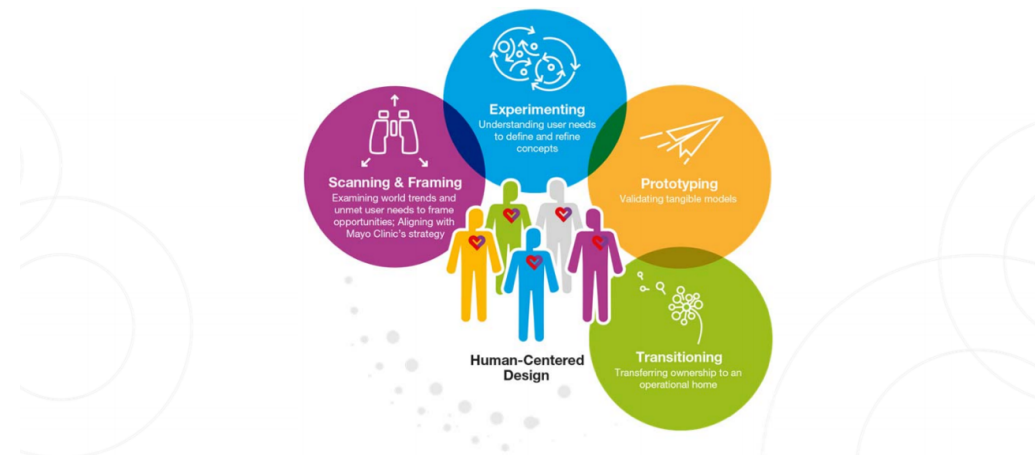 Experimenting
Understanding user needs
to define and refine
concepts
Scanning & Framing
Examining world trends and
unmet user needs to frame
opportunities; Aligning with
Mayo Clinic's strategy
Prototyping
Validating tangible models
Transitioning
Transferring ownership to an
operational home
Human-Centered
Design